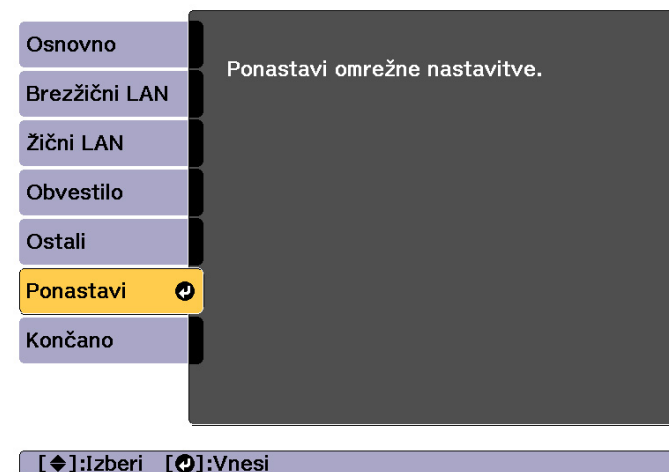 Osnovno
Brezžični LAN
Žični LAN
Obvestilo
Ostali
Ponastavi
Končano
Ponastavi omrežne nastavitve.
[◆]:Izberi [↵]:Vnesi